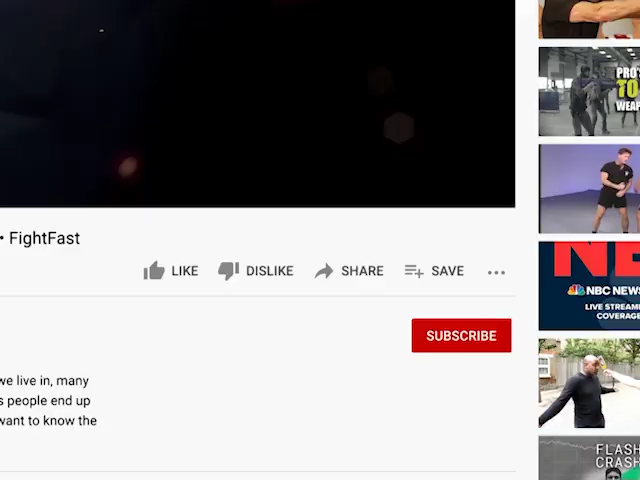 • FightFast
LIKE DISLIKE SHARE SAVE
SUBSCRIBE
we live in, many
s people end up
want to know the
PRO'S
TO
WEAP
NBC NEWS
LIVE STREAMI
COVERAGE
FLASH
CRASH